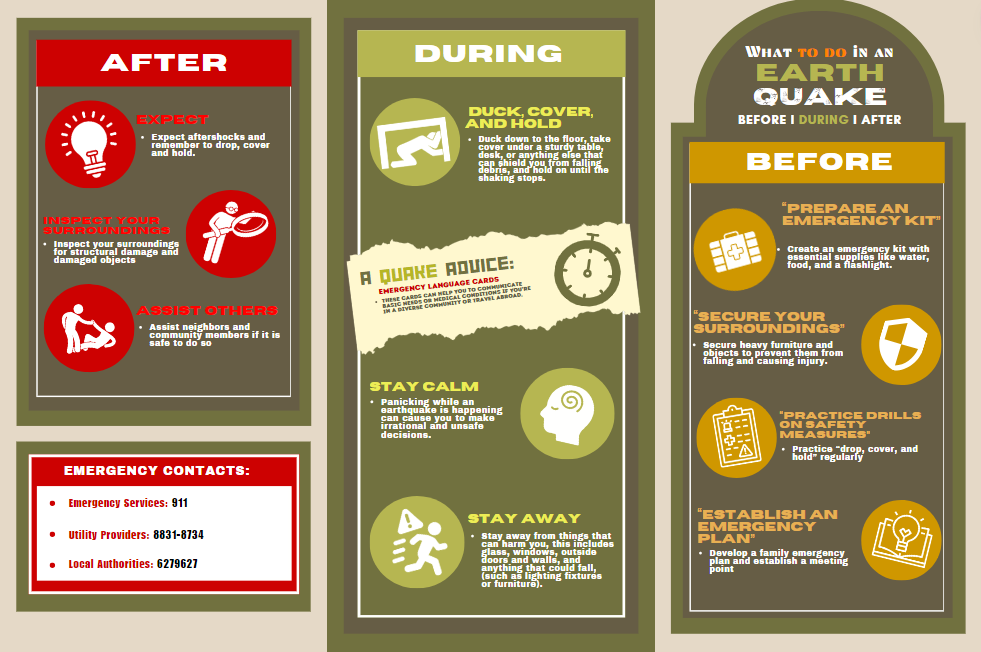 AFTER
EXPECT
• Expect aftershocks and
remember to drop, cover
and hold.
INSPECT YOUR
SURROUNDINGS
• Inspect your surroundings
for structural damage and
damaged objects
ASSIST OTHERS
• Assist neighbors and
community members if it is
safe to do so
EMERGENCY CONTACTS:
• Emergency Services: 911
• Utility Providers: 8831-8734
• Local Authorities: 6279627
DURING
DUCK, COVER,
AND HOLD
• Duck down to the floor, take
cover under a sturdy table,
desk, or anything else that
can shield you from falling
debris, and hold on until the
shaking stops.
A QUAKE ADVICE:
EMERGENCY LANGUAGE CARDS
• THESE CARDS CAN HELP YOU TO COMMUNICATE
BASIC NEEDS OR MEDICAL CONDITIONS IF YOU'RE
IN A DIVERSE COMMUNITY OR TRAVEL ABROAD.
STAY CALM
• Panicking while an
earthquake is happening
can cause you to make
irrational and unsafe
decisions.
STAY AWAY
• Stay away from things that
can harm you, this includes
glass, windows, outside
doors and walls, and
anything that could fall,
(such as lighting fixtures
or furniture).
WHAT TO DO IN AN
EARTH
QUAKE
BEFORE I DURING I AFTER
BEFORE
"PREPARE AN
EMERGENCY KIT"
• Create an emergency kit with
essential supplies like water,
food, and a flashlight.
"SECURE YOUR
SURROUNDINGS"
• Secure heavy furniture and
objects to prevent them from
falling and causing injury.
"PRACTICE DRILLS
ON SAFETY
MEASURES"
• Practice "drop, cover, and
hold" regularly
"ESTABLISH AN
EMERGENCY
PLAN"
• Develop a family emergency
plan and establish a meeting
point